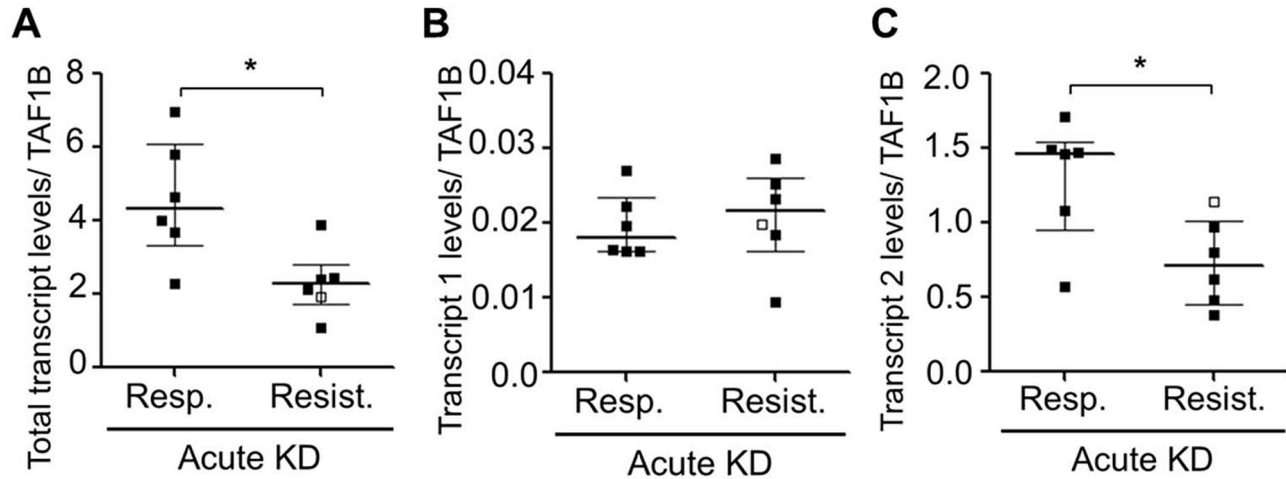 A
Total transcript levels/ TAF1B
8
6
4
2
0
*
Resp.
Resist.
Acute KD
B
Transcript 1 levels/ TAF1B
0.04
0.03
0.02
0.01
0.0
Resp.
Resist.
Acute KD
C
Transcript 2 levels/ TAF1B
2.0
1.5
1.0
0.5
0.0
*
Resp.
Resist.
Acute KD